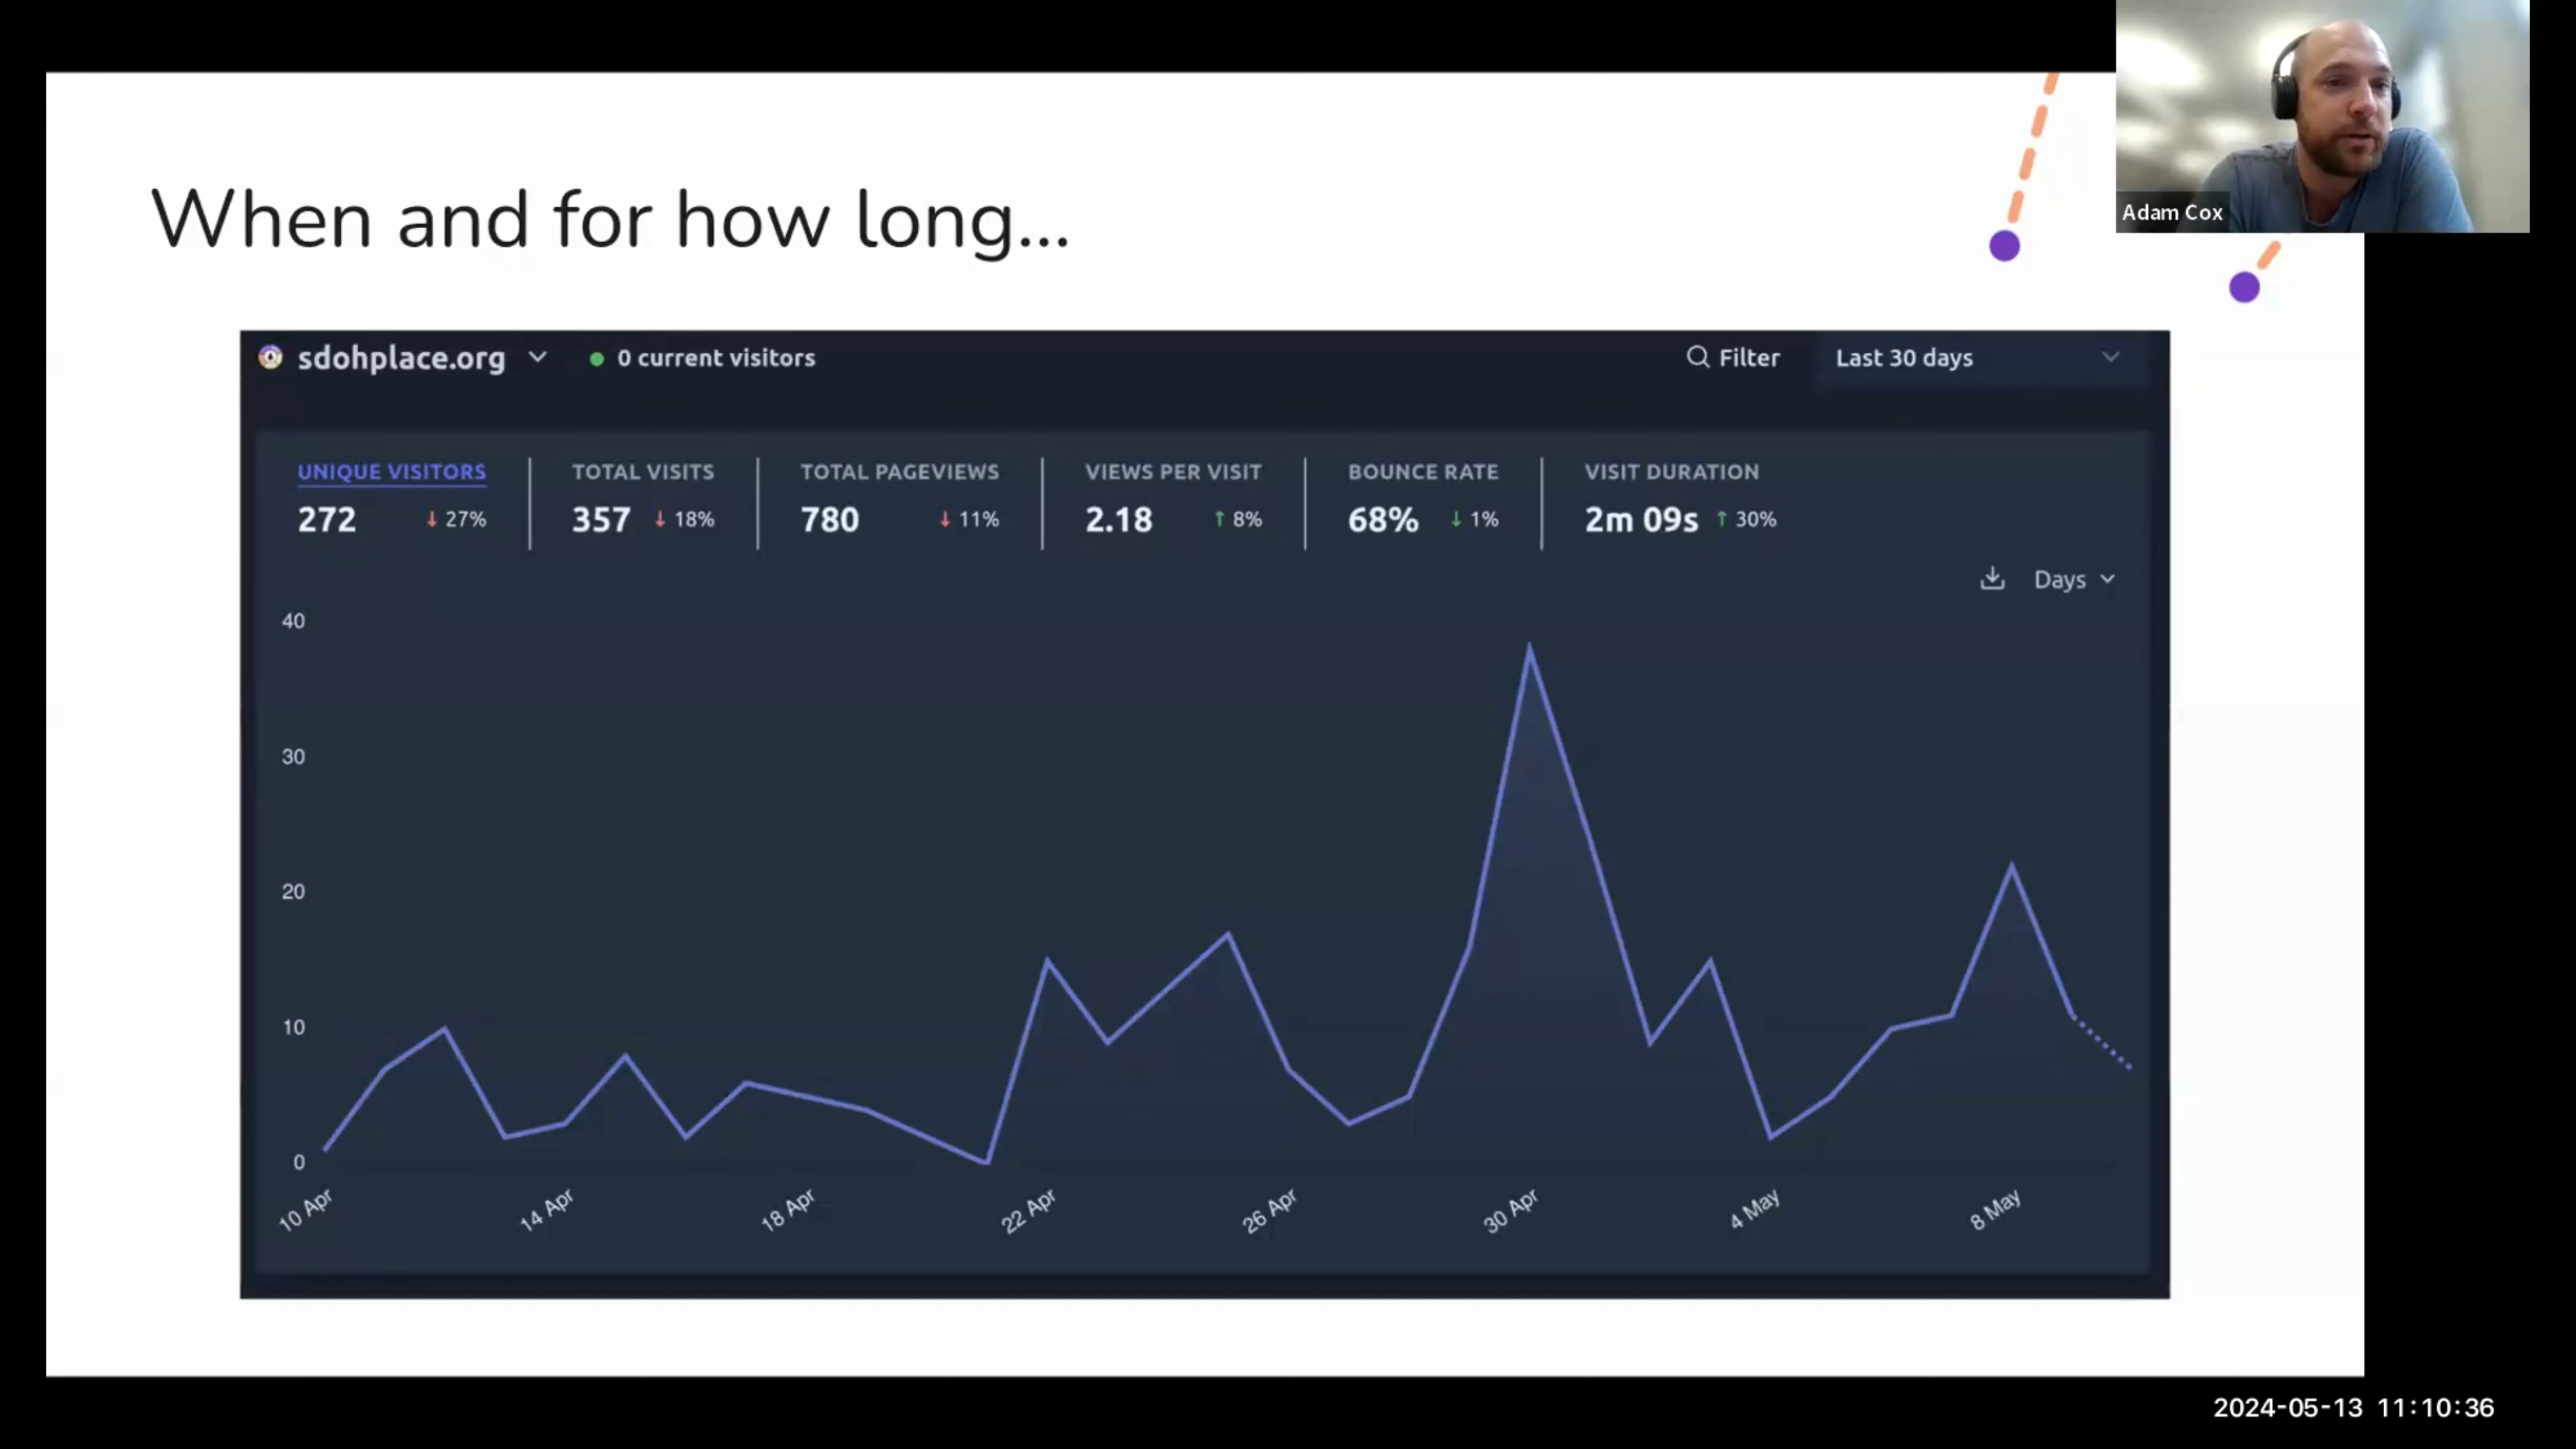 Adam Cox
When and for how long...
sdohplace.org
0 current visitors
Filter
Last 30 days
UNIQUE VISITORS
272 ↓ 27%
TOTAL VISITS
357 ↓ 18%
TOTAL PAGEVIEWS
780 ↓ 11%
VIEWS PER VISIT
2.18 ↑ 8%
BOUNCE RATE
68% ↓ 1%
VISIT DURATION
2m 09s ↑ 30%
Days
40
30
20
10
0
10 Apr
14 Apr
18 Apr
22 Apr
26 Apr
30 Apr
4 May
8 May
2024-05-13 11:10:36